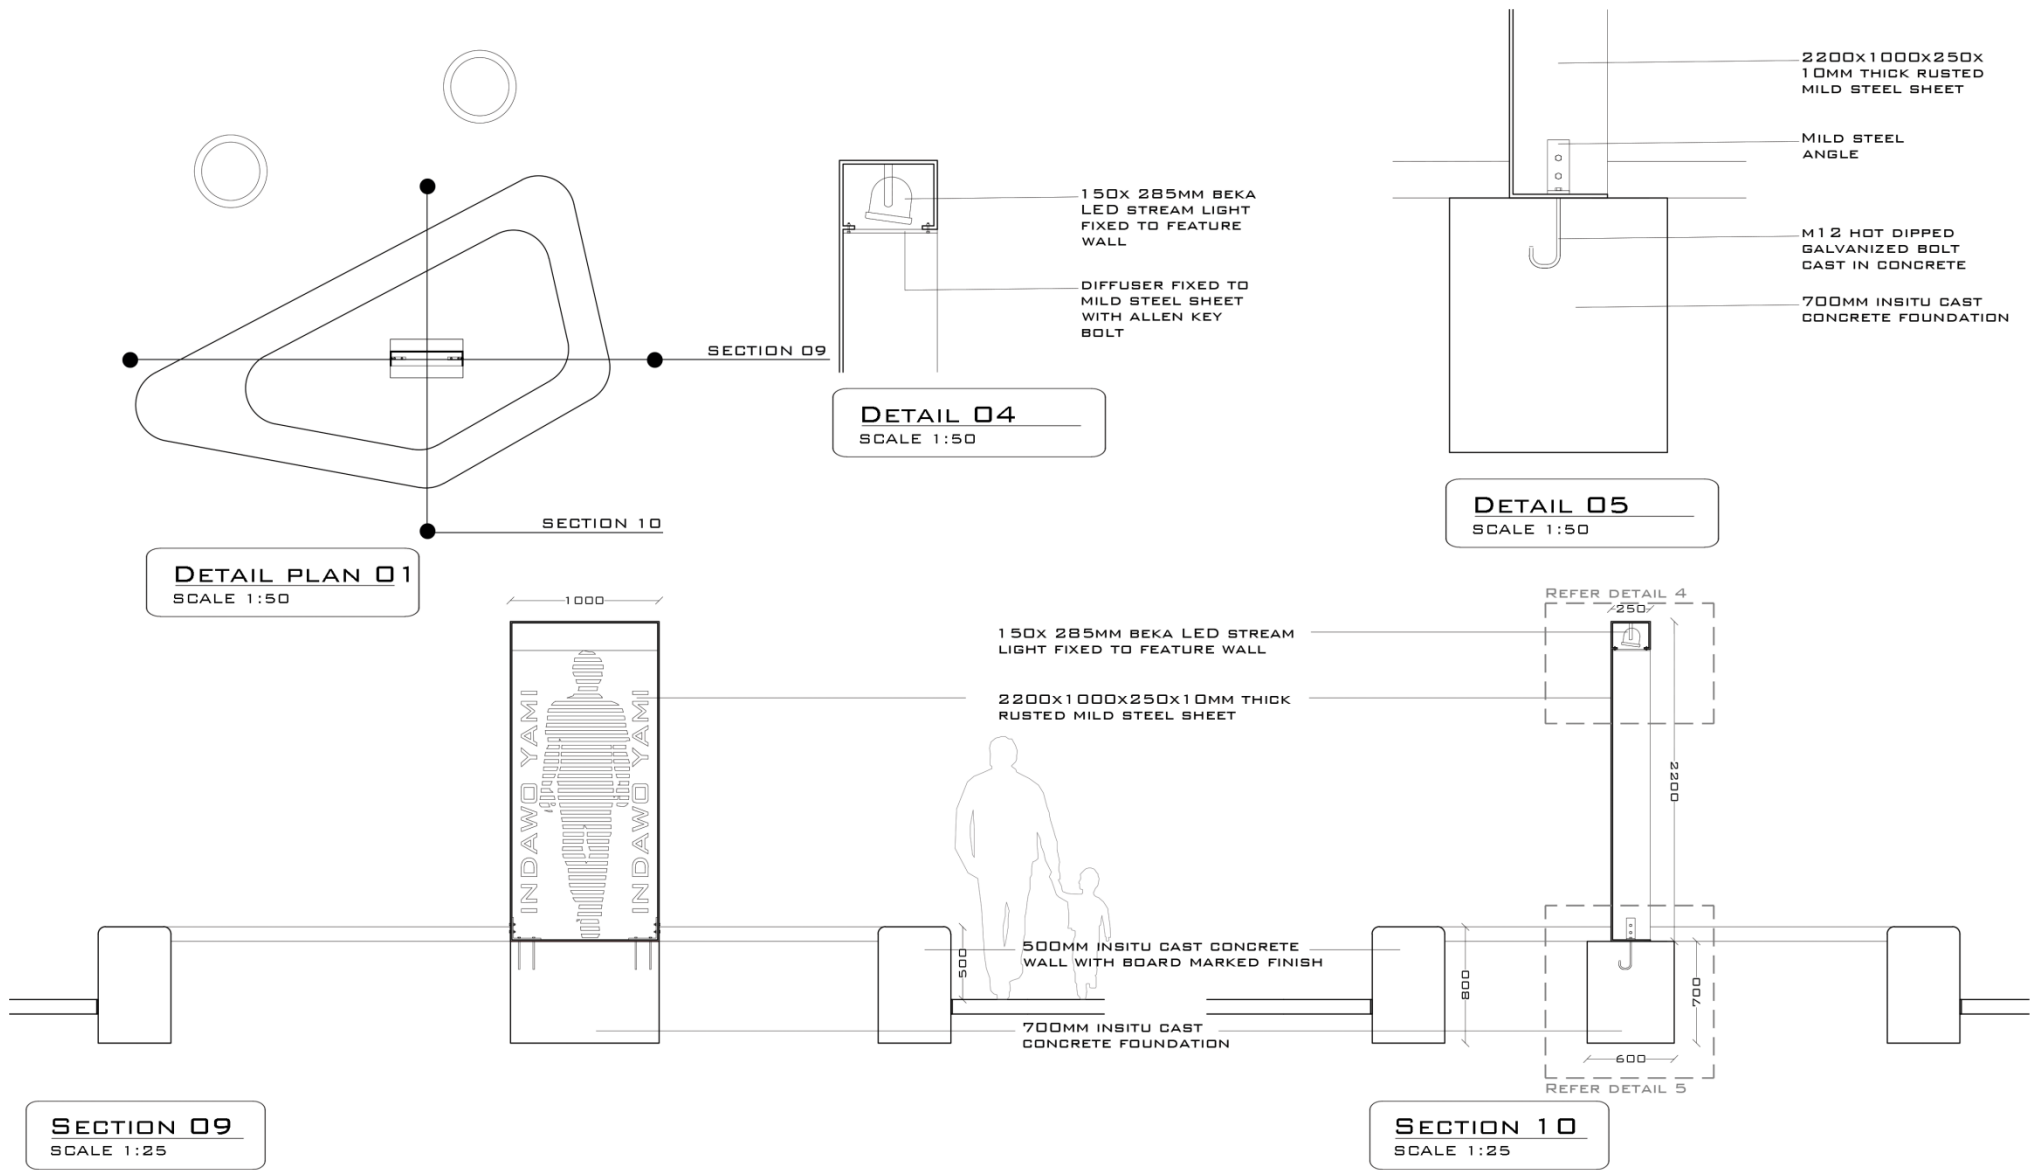 2200x1000x250x
10MM THICK RUSTED
MILD STEEL SHEET
MILD STEEL
ANGLE
150x 285MM BEKA
LED STREAM LIGHT
FIXED TO FEATURE
WALL
M12 HOT DIPPED
GALVANIZED BOLT
CAST IN CONCRETE
DIFFUSER FIXED TO
MILD STEEL SHEET
WITH ALLEN KEY
BOLT
700MM INSITU CAST
CONCRETE FOUNDATION
SECTION 09
DETAIL 04
SCALE 1:50
DETAIL 05
SCALE 1:50
SECTION 10
DETAIL PLAN 01
SCALE 1:50
1000
INDAWO YAMI
INDAWO YAMI
150x 285MM BEKA LED STREAM
LIGHT FIXED TO FEATURE WALL
2200x1000x250x10MM THICK
RUSTED MILD STEEL SHEET
REFER DETAIL 4
250
2200
500
500MM INSITU CAST CONCRETE
WALL WITH BOARD MARKED FINISH
800
700
700MM INSITU CAST
CONCRETE FOUNDATION
600
REFER DETAIL 5
SECTION 09
SCALE 1:25
SECTION 10
SCALE 1:25